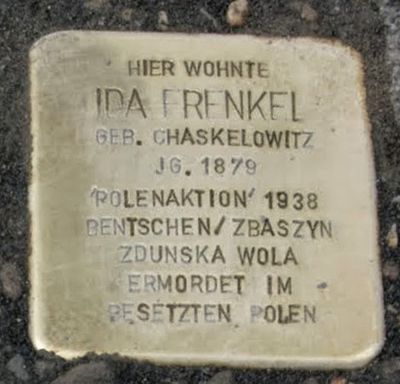 HIER WOHNTE
IDA FRENKEL
GEB. CHASKELOWITZ
JG. 1879
'POLENAKTION' 1938
BENTSCHEN/ZBASZYN
ZDUNSKA WOLA
ERMORDET IM
BESETZTEN POLEN